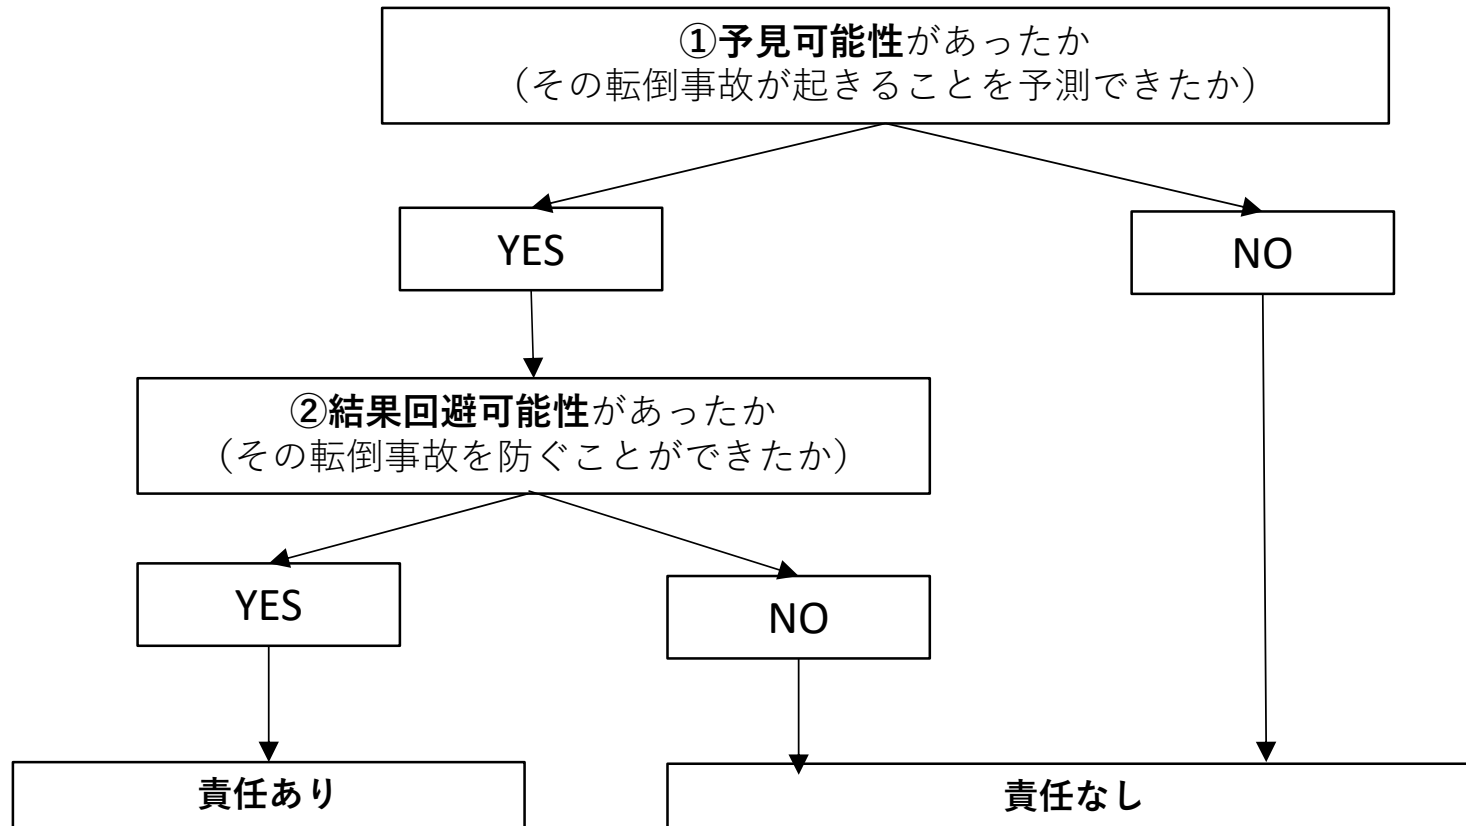 ①予見可能性があったか
（その転倒事故が起きることを予測できたか）
YES
NO
②結果回避可能性があったか
（その転倒事故を防ぐことができたか）
YES
NO
責任あり
責任なし